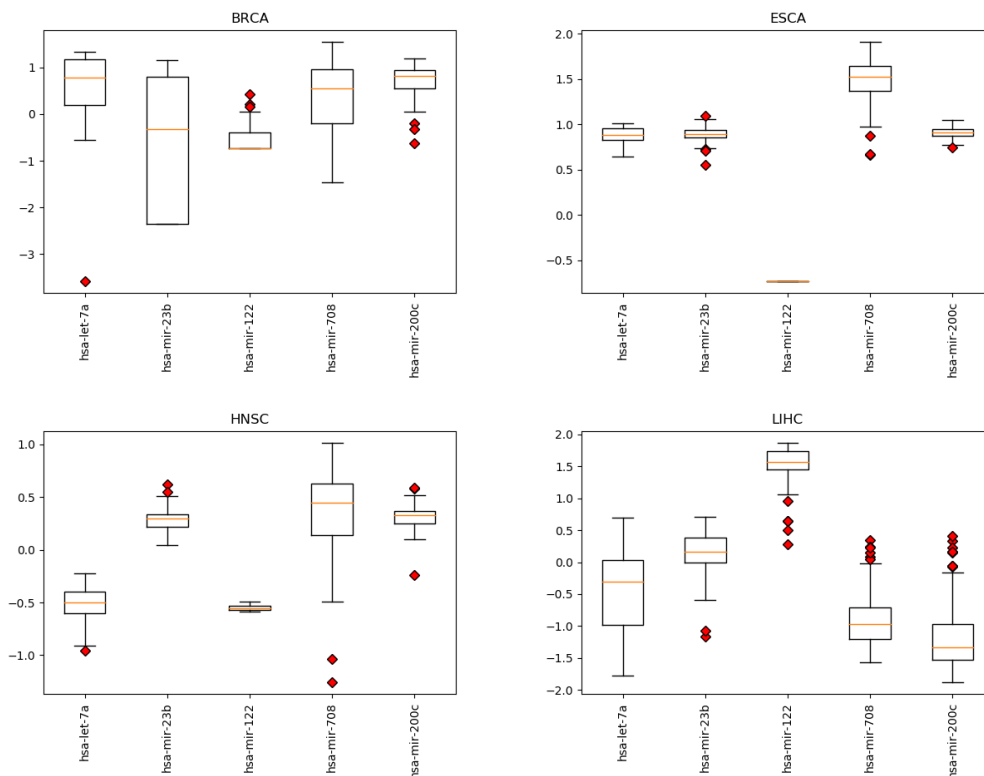 BRCA
1
0
−1
−2
−3
hsa-let-7a
hsa-mir-23b
hsa-mir-122
hsa-mir-708
hsa-mir-200c
ESCA
2.0
1.5
1.0
0.5
0.0
−0.5
hsa-let-7a
hsa-mir-23b
hsa-mir-122
hsa-mir-708
hsa-mir-200c
HNSC
1.0
0.5
0.0
−0.5
−1.0
hsa-let-7a
hsa-mir-23b
hsa-mir-122
hsa-mir-708
hsa-mir-200c
LIHC
2.0
1.5
1.0
0.5
0.0
−0.5
−1.0
−1.5
−2.0
hsa-let-7a
hsa-mir-23b
hsa-mir-122
hsa-mir-708
hsa-mir-200c